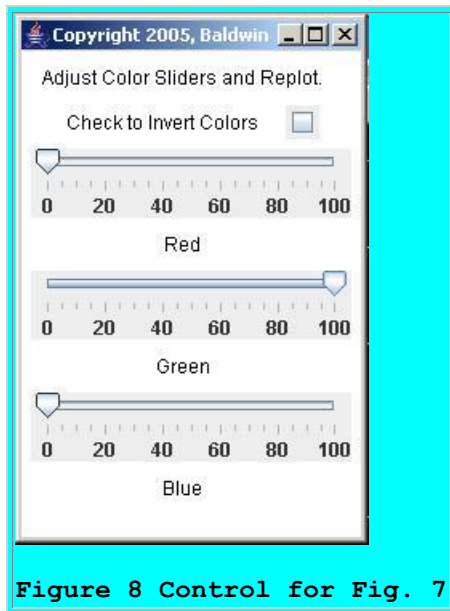 Copyright 2005, Baldwin
Adjust Color Sliders and Replot.
Check to Invert Colors
0 20 40 60 80 100
Red
0 20 40 60 80 100
Green
0 20 40 60 80 100
Blue
Figure 8 Control for Fig. 7